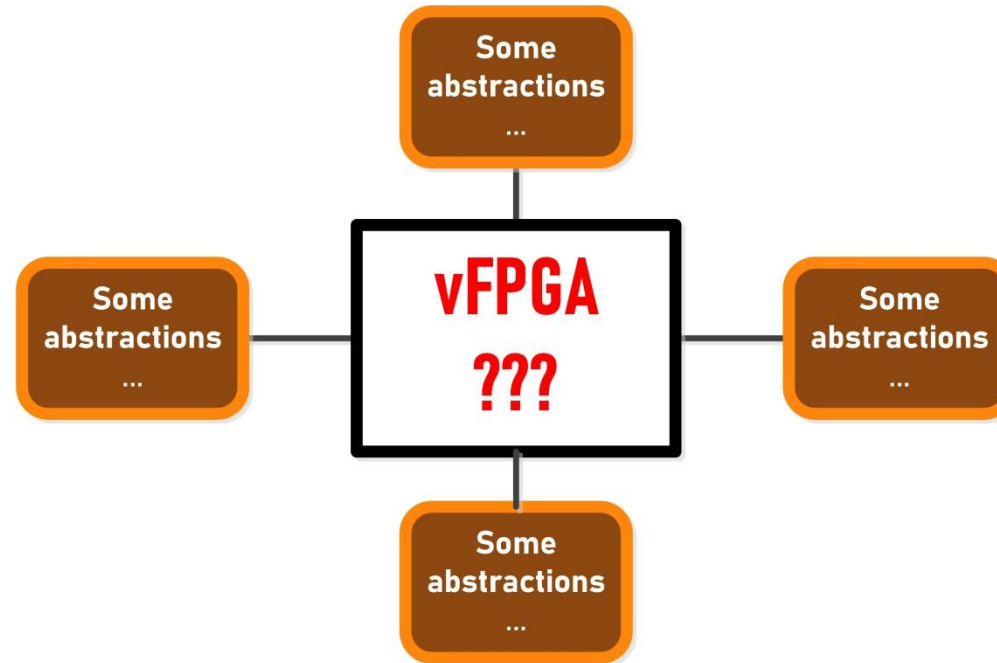 Some
abstractions
...
vFPGA
???
Some
abstractions
...
Some
abstractions
...
Some
abstractions
...